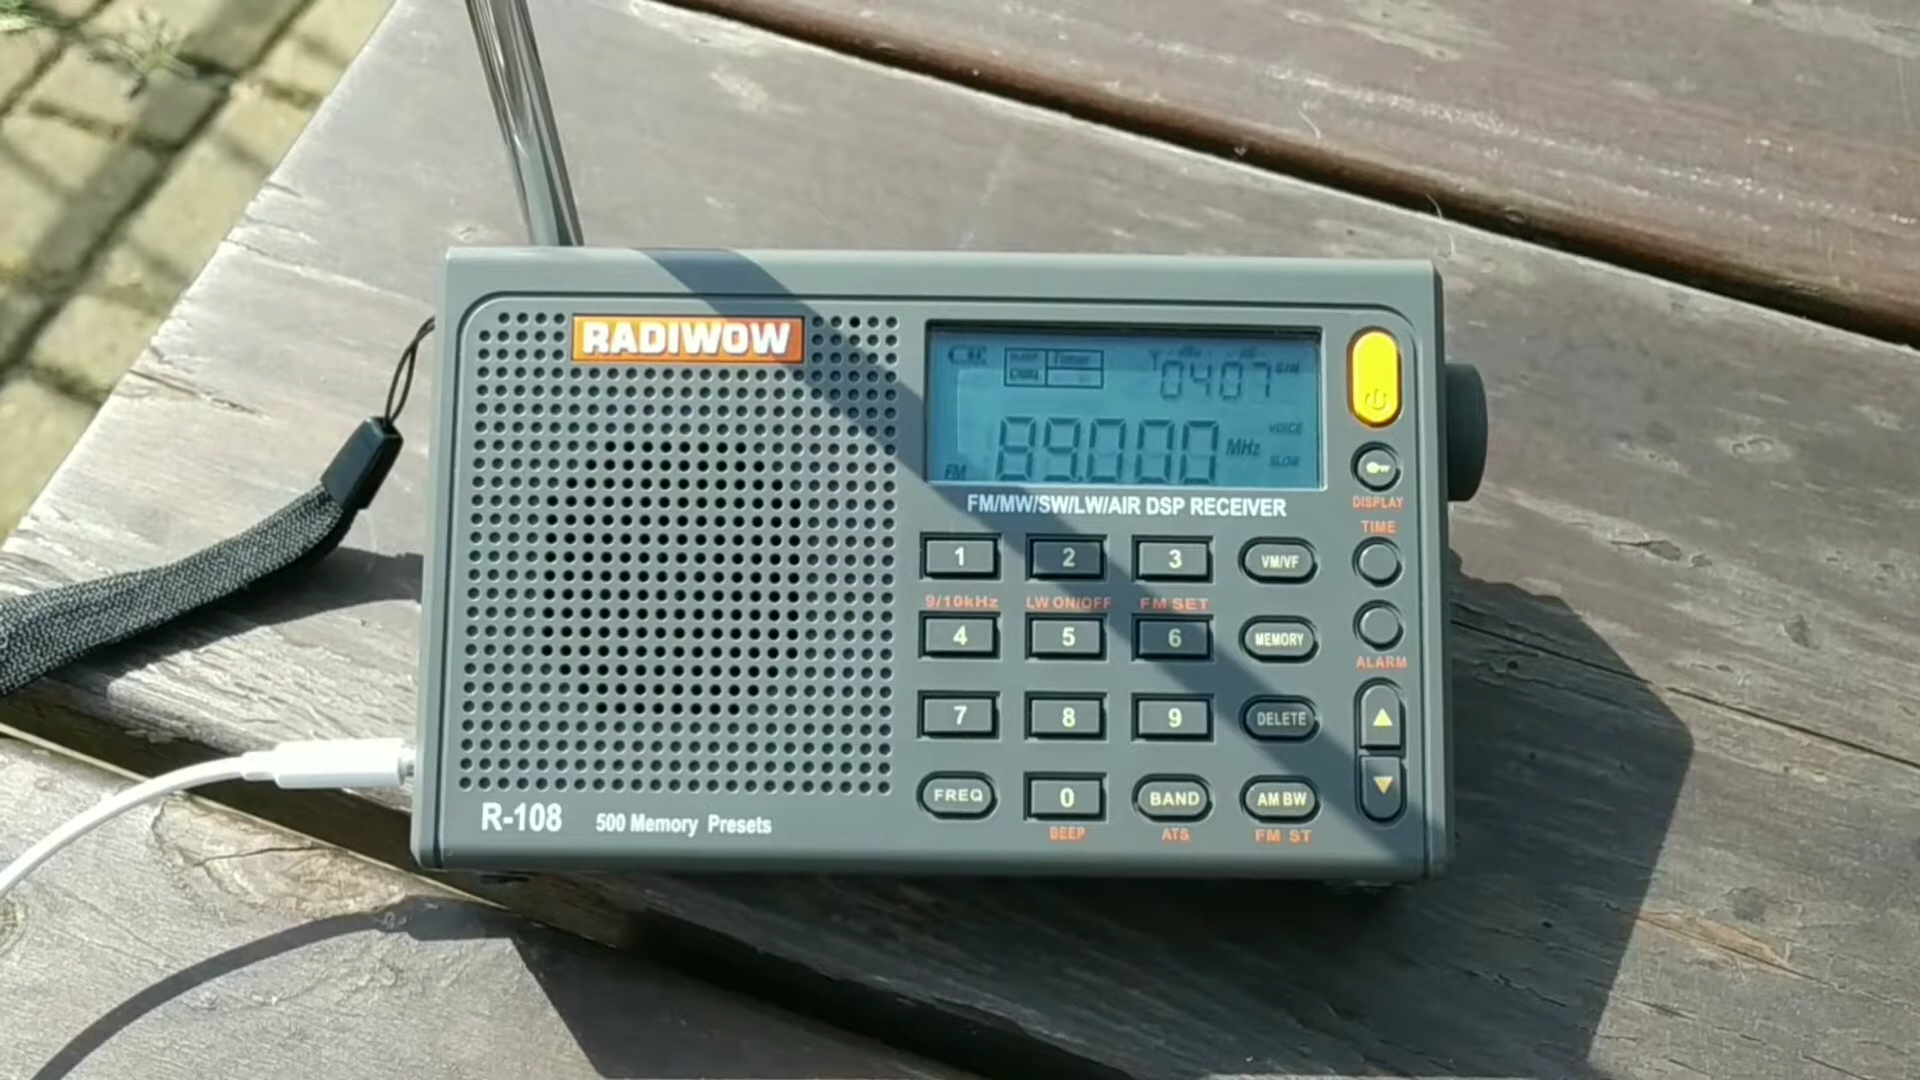 RADIWOW
Timer
0407 S/N
89.000 MHz
VOICE
SLOW
FM
FM/MW/SW/LW/AIR DSP RECEIVER
DISPLAY
TIME
1 2 3 VM/VF
9/10kHz LW ON/OFF FM SET
4 5 6 MEMORY
ALARM
7 8 9 DELETE
FREQ 0 BAND AM BW
BEEP ATS FM ST
R-108 500 Memory Presets